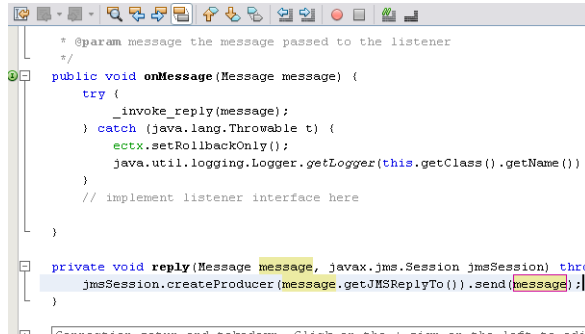 * @param message the message passed to the listener
*/
public void onMessage(Message message) {
try {
_invoke_reply(message);
} catch (java.lang.Throwable t) {
ectx.setRollbackOnly();
java.util.logging.Logger.getLogger(this.getClass().getName())
}
// implement listener interface here
}
private void reply(Message message, javax.jms.Session jmsSession) thro
jmsSession.createProducer(message.getJMSReplyTo()).send(message);
}